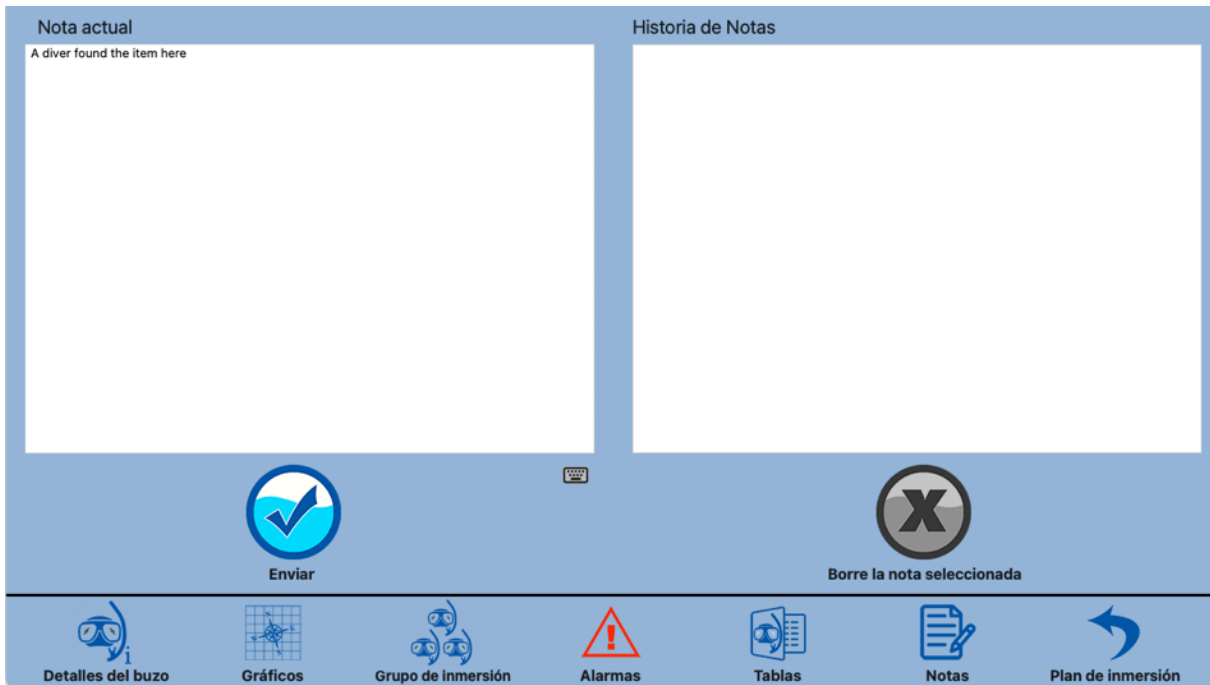 Nota actual
Historia de Notas
A diver found the item here
Enviar
Borre la nota seleccionada
Detalles del buzo
Gráficos
Grupo de inmersión
Alarmas
Tablas
Notas
Plan de inmersión